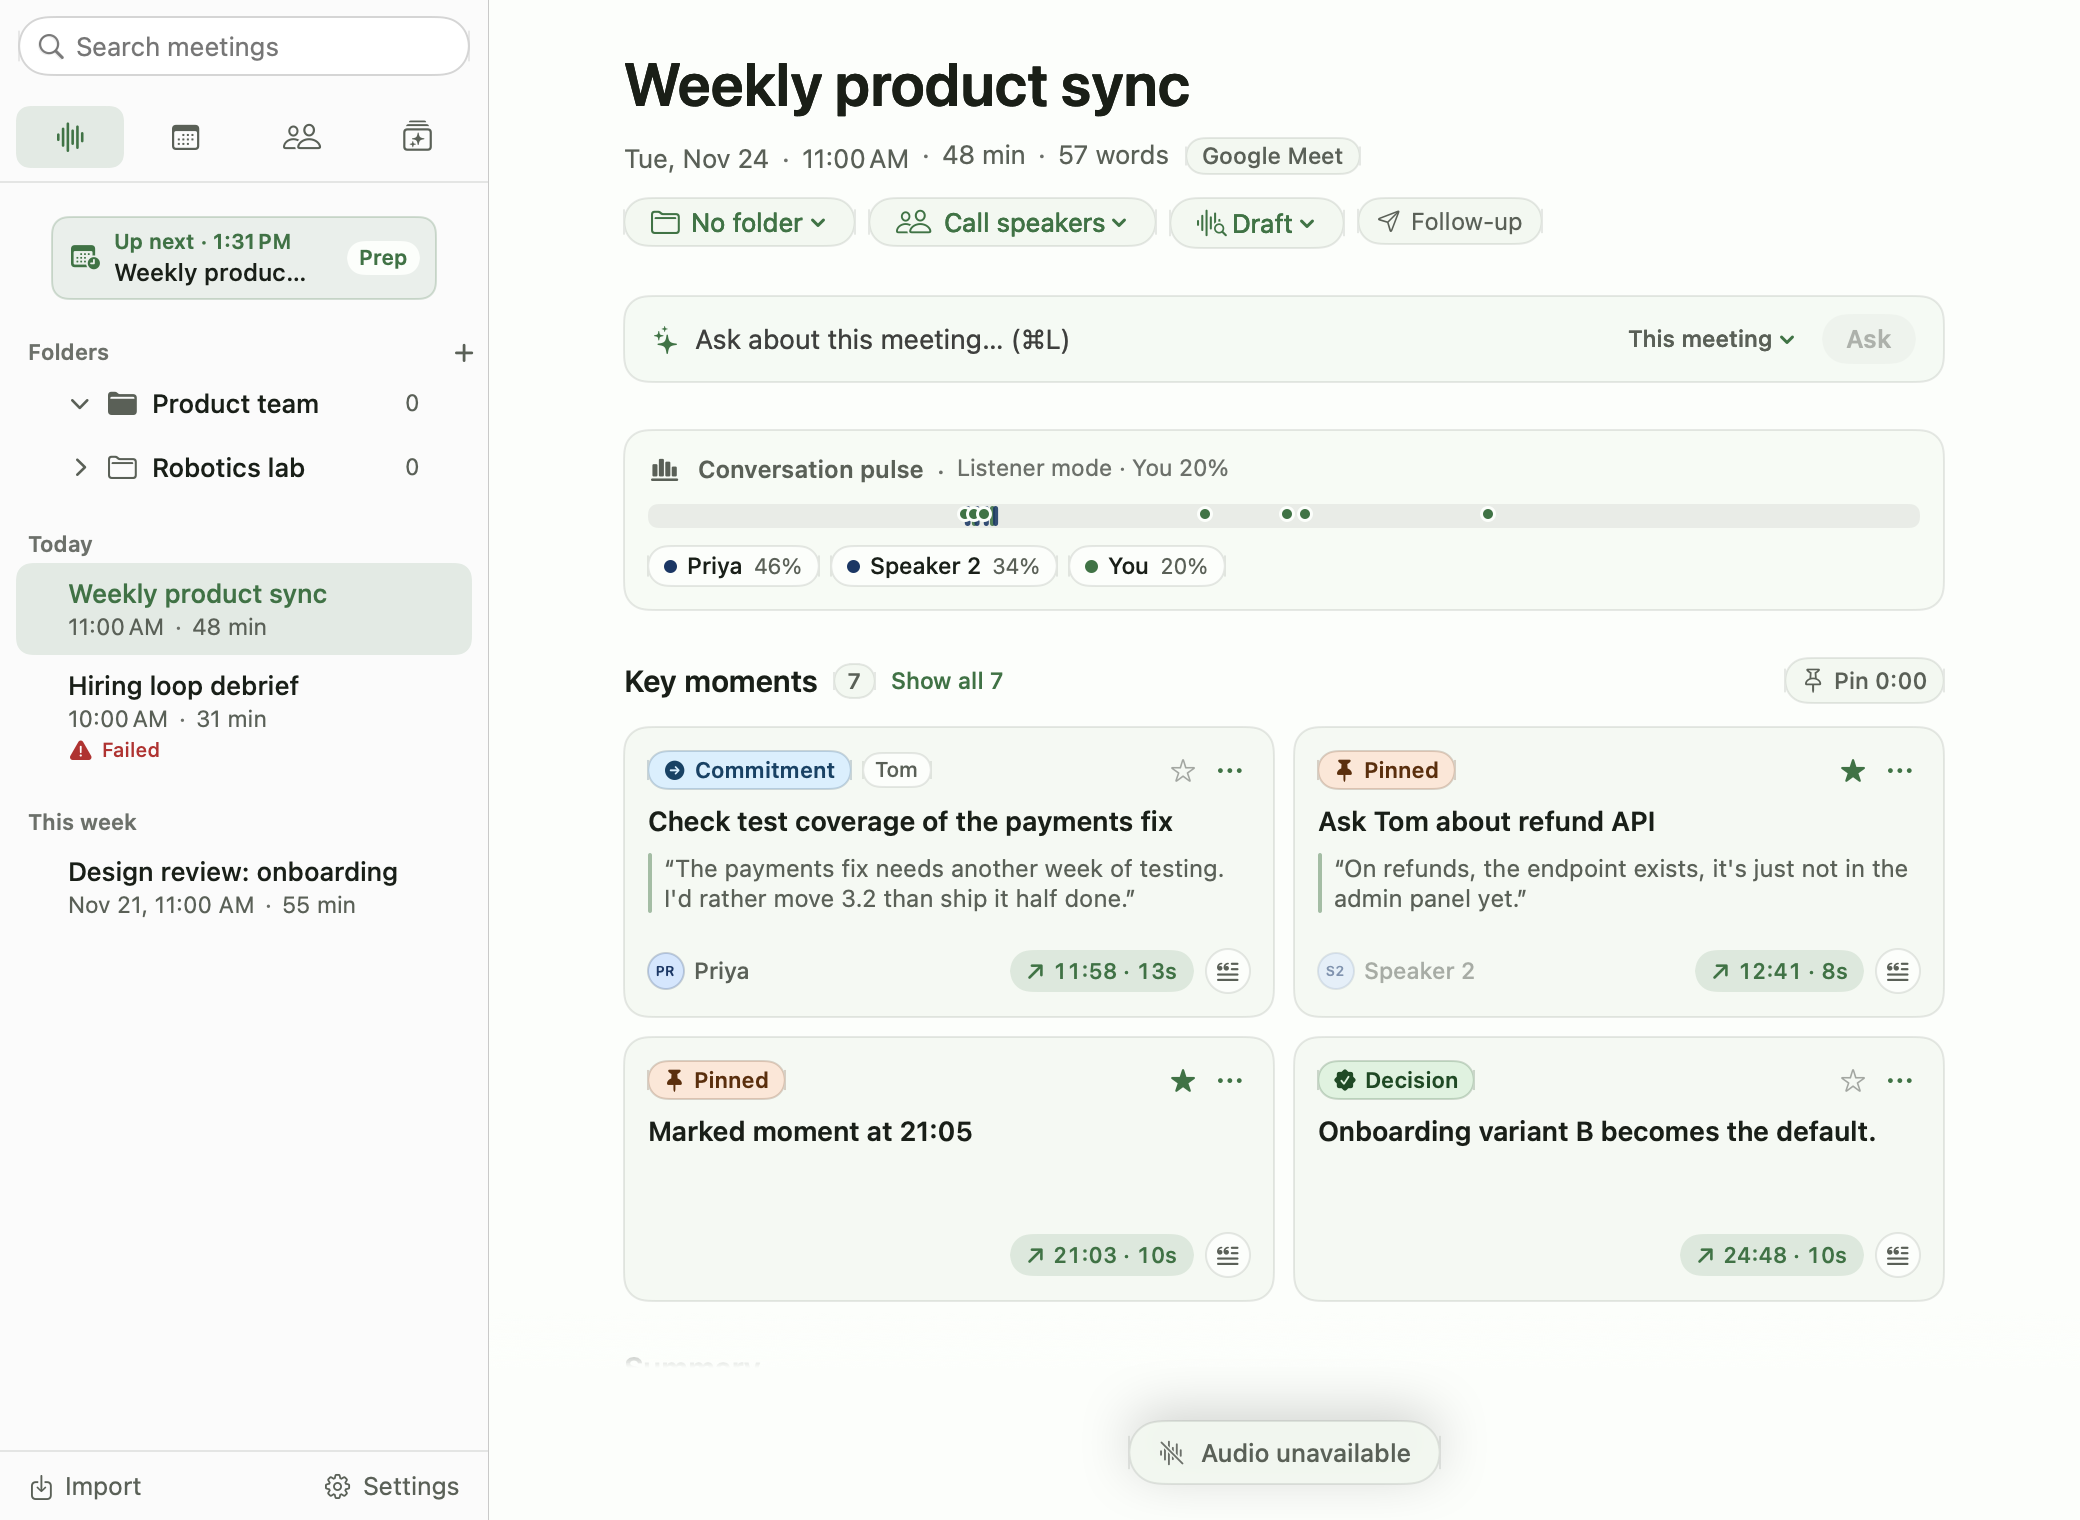 Search meetings
Up next · 1:31 PM
Weekly produc...
Prep
Folders
Product team 0
Robotics lab 0
Today
Weekly product sync
11:00 AM · 48 min
Hiring loop debrief
10:00 AM · 31 min
Failed
This week
Design review: onboarding
Nov 21, 11:00 AM · 55 min
Import
Settings
Weekly product sync
Tue, Nov 24 · 11:00 AM · 48 min · 57 words Google Meet
No folder Call speakers Draft Follow-up
Ask about this meeting... (⌘L) This meeting Ask
Conversation pulse · Listener mode · You 20%
Priya 46% Speaker 2 34% You 20%
Key moments 7 Show all 7 Pin 0:00
Commitment Tom
Check test coverage of the payments fix
“The payments fix needs another week of testing.
I'd rather move 3.2 than ship it half done.”
PR Priya 11:58 · 13s
Pinned
Ask Tom about refund API
“On refunds, the endpoint exists, it's just not in the
admin panel yet.”
S2 Speaker 2 12:41 · 8s
Pinned
Marked moment at 21:05
21:03 · 10s
Decision
Onboarding variant B becomes the default.
24:48 · 10s
Summary
Audio unavailable